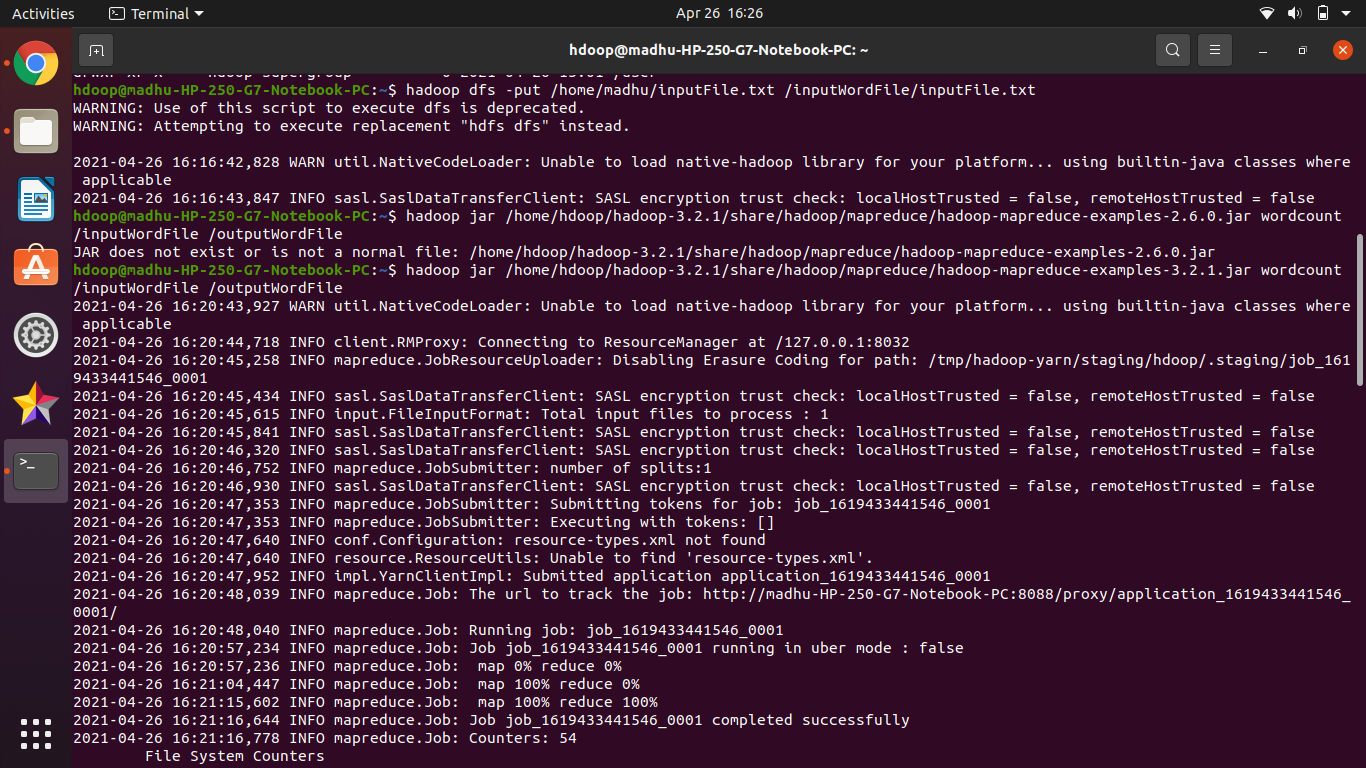 Activities
Terminal
Apr 26 16:26
hdoop@madhu-HP-250-G7-Notebook-PC: ~
hdoop@madhu-HP-250-G7-Notebook-PC:~$ hadoop dfs -put /home/madhu/inputFile.txt /inputWordFile/inputFile.txt
WARNING: Use of this script to execute dfs is deprecated.
WARNING: Attempting to execute replacement "hdfs dfs" instead.
2021-04-26 16:16:42,828 WARN util.NativeCodeLoader: Unable to load native-hadoop library for your platform... using builtin-java classes where
applicable
2021-04-26 16:16:43,847 INFO sasl.SaslDataTransferClient: SASL encryption trust check: localHostTrusted = false, remoteHostTrusted = false
hdoop@madhu-HP-250-G7-Notebook-PC:~$ hadoop jar /home/hdoop/hadoop-3.2.1/share/hadoop/mapreduce/hadoop-mapreduce-examples-2.6.0.jar wordcount
/inputWordFile /outputWordFile
JAR does not exist or is not a normal file: /home/hdoop/hadoop-3.2.1/share/hadoop/mapreduce/hadoop-mapreduce-examples-2.6.0.jar
hdoop@madhu-HP-250-G7-Notebook-PC:~$ hadoop jar /home/hdoop/hadoop-3.2.1/share/hadoop/mapreduce/hadoop-mapreduce-examples-3.2.1.jar wordcount
/inputWordFile /outputWordFile
2021-04-26 16:20:43,927 WARN util.NativeCodeLoader: Unable to load native-hadoop library for your platform... using builtin-java classes where
applicable
2021-04-26 16:20:44,718 INFO client.RMProxy: Connecting to ResourceManager at /127.0.0.1:8032
2021-04-26 16:20:45,258 INFO mapreduce.JobResourceUploader: Disabling Erasure Coding for path: /tmp/hadoop-yarn/staging/hdoop/.staging/job_161
9433441546_0001
2021-04-26 16:20:45,434 INFO sasl.SaslDataTransferClient: SASL encryption trust check: localHostTrusted = false, remoteHostTrusted = false
2021-04-26 16:20:45,615 INFO input.FileInputFormat: Total input files to process : 1
2021-04-26 16:20:45,841 INFO sasl.SaslDataTransferClient: SASL encryption trust check: localHostTrusted = false, remoteHostTrusted = false
2021-04-26 16:20:46,320 INFO sasl.SaslDataTransferClient: SASL encryption trust check: localHostTrusted = false, remoteHostTrusted = false
2021-04-26 16:20:46,752 INFO mapreduce.JobSubmitter: number of splits:1
2021-04-26 16:20:46,930 INFO sasl.SaslDataTransferClient: SASL encryption trust check: localHostTrusted = false, remoteHostTrusted = false
2021-04-26 16:20:47,353 INFO mapreduce.JobSubmitter: Submitting tokens for job: job_1619433441546_0001
2021-04-26 16:20:47,353 INFO mapreduce.JobSubmitter: Executing with tokens: []
2021-04-26 16:20:47,640 INFO conf.Configuration: resource-types.xml not found
2021-04-26 16:20:47,640 INFO resource.ResourceUtils: Unable to find 'resource-types.xml'.
2021-04-26 16:20:47,952 INFO impl.YarnClientImpl: Submitted application application_1619433441546_0001
2021-04-26 16:20:48,039 INFO mapreduce.Job: The url to track the job: http://madhu-HP-250-G7-Notebook-PC:8088/proxy/application_1619433441546_
0001/
2021-04-26 16:20:48,040 INFO mapreduce.Job: Running job: job_1619433441546_0001
2021-04-26 16:20:57,234 INFO mapreduce.Job: Job job_1619433441546_0001 running in uber mode : false
2021-04-26 16:20:57,236 INFO mapreduce.Job:  map 0% reduce 0%
2021-04-26 16:21:04,447 INFO mapreduce.Job:  map 100% reduce 0%
2021-04-26 16:21:15,602 INFO mapreduce.Job:  map 100% reduce 100%
2021-04-26 16:21:16,644 INFO mapreduce.Job: Job job_1619433441546_0001 completed successfully
2021-04-26 16:21:16,778 INFO mapreduce.Job: Counters: 54
File System Counters